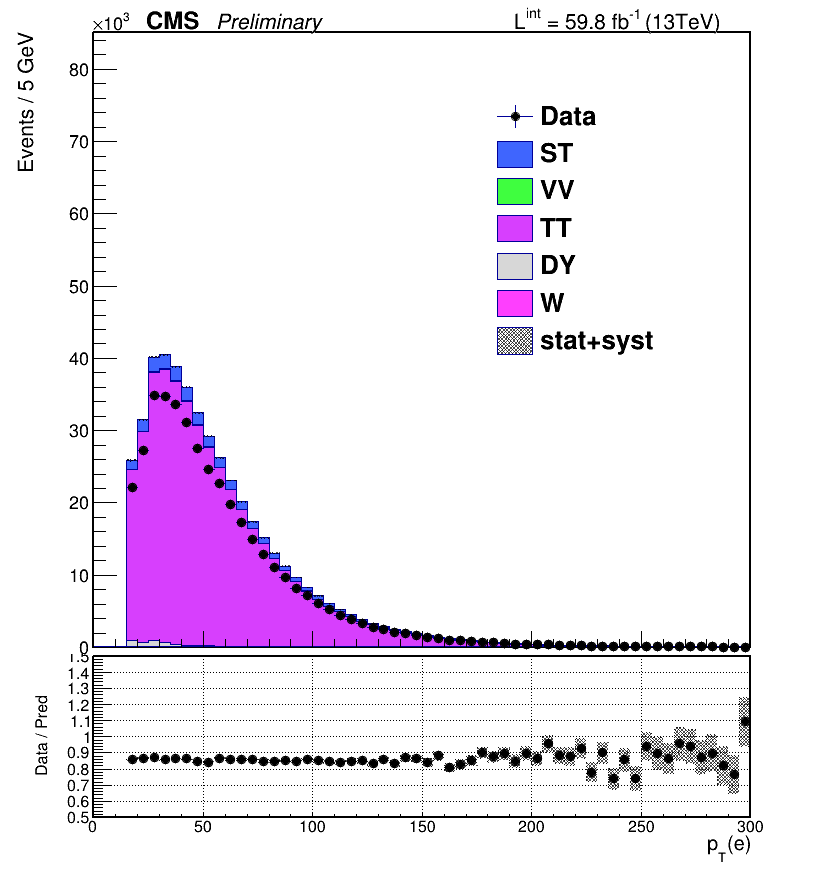 ×10³ CMS Preliminary L^int = 59.8 fb⁻¹ (13TeV)
Events / 5 GeV
80
70
60
50
40
30
20
10
0
Data
ST
VV
TT
DY
W
stat+syst
Data / Pred
1.5
1.4
1.3
1.2
1.1
1
0.9
0.8
0.7
0.6
0.5
0 50 100 150 200 250 300
p_T(e)